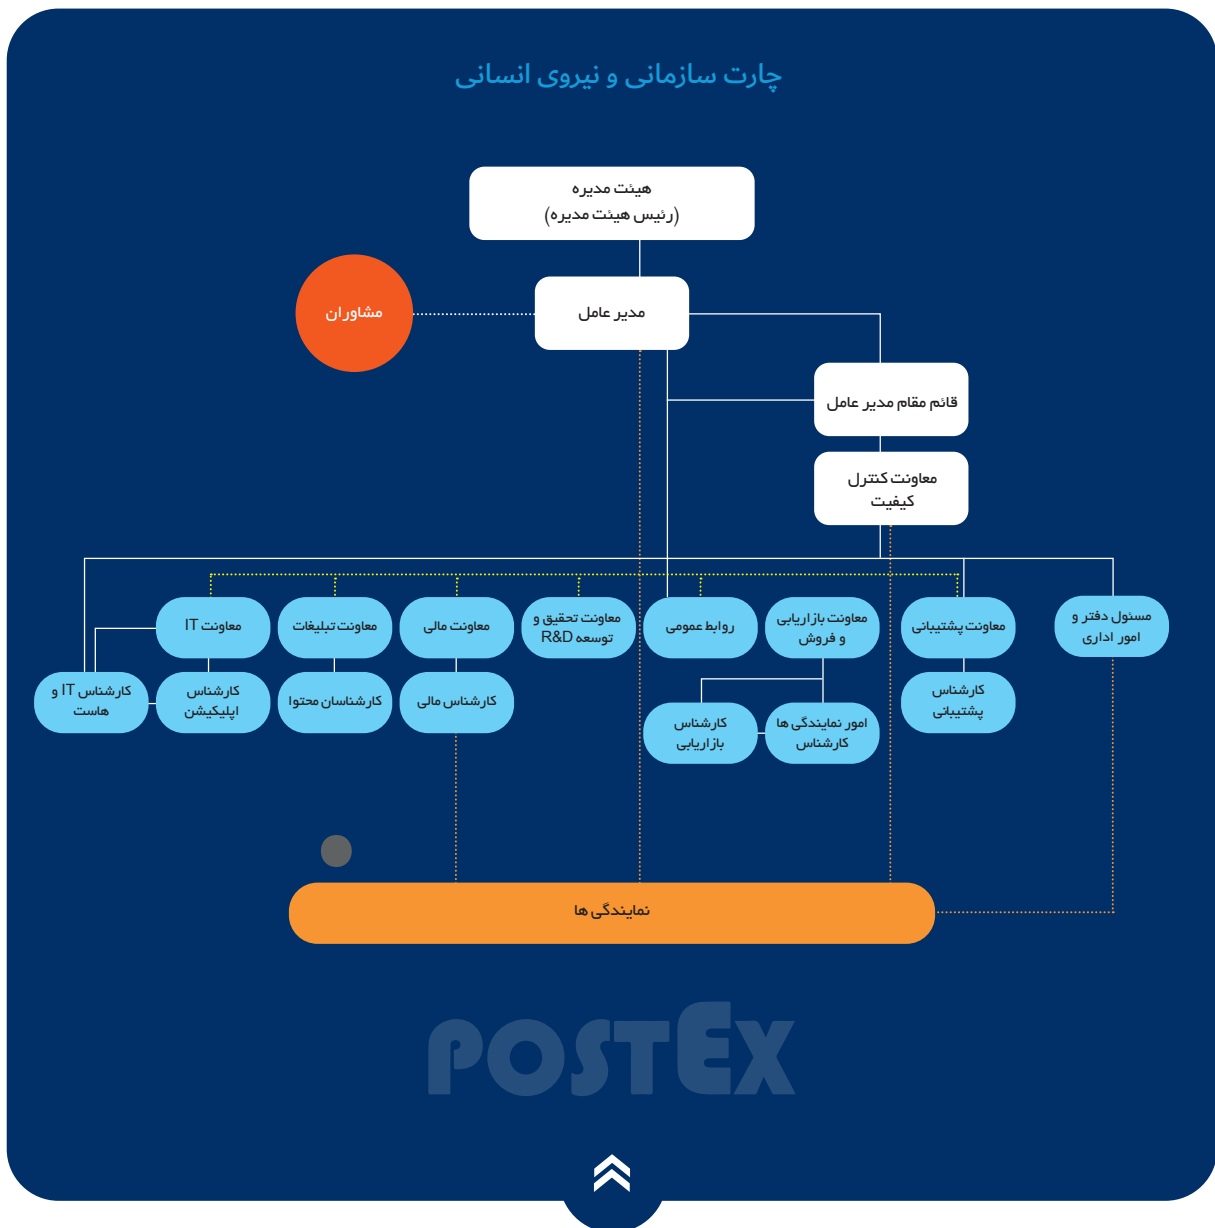 چارت سازمانی و نیروی انسانی
هیئت مدیره
(رئیس هیئت مدیره)
مشاوران
مدیر عامل
قائم مقام مدیر عامل
معاونت کنترل
کیفیت
مسئول دفتر و
امور اداری
معاونت پشتیبانی
معاونت بازاریابی
و فروش
روابط عمومی
معاونت تحقیق و
توسعه R&D
معاونت مالی
معاونت تبلیغات
معاونت IT
کارشناس
پشتیبانی
امور نمایندگی ها
کارشناس
کارشناس
بازاریابی
کارشناس مالی
کارشناسان محتوا
کارشناس
اپلیکیشن
کارشناس IT و
هاست
نمایندگی ها
POSTEX